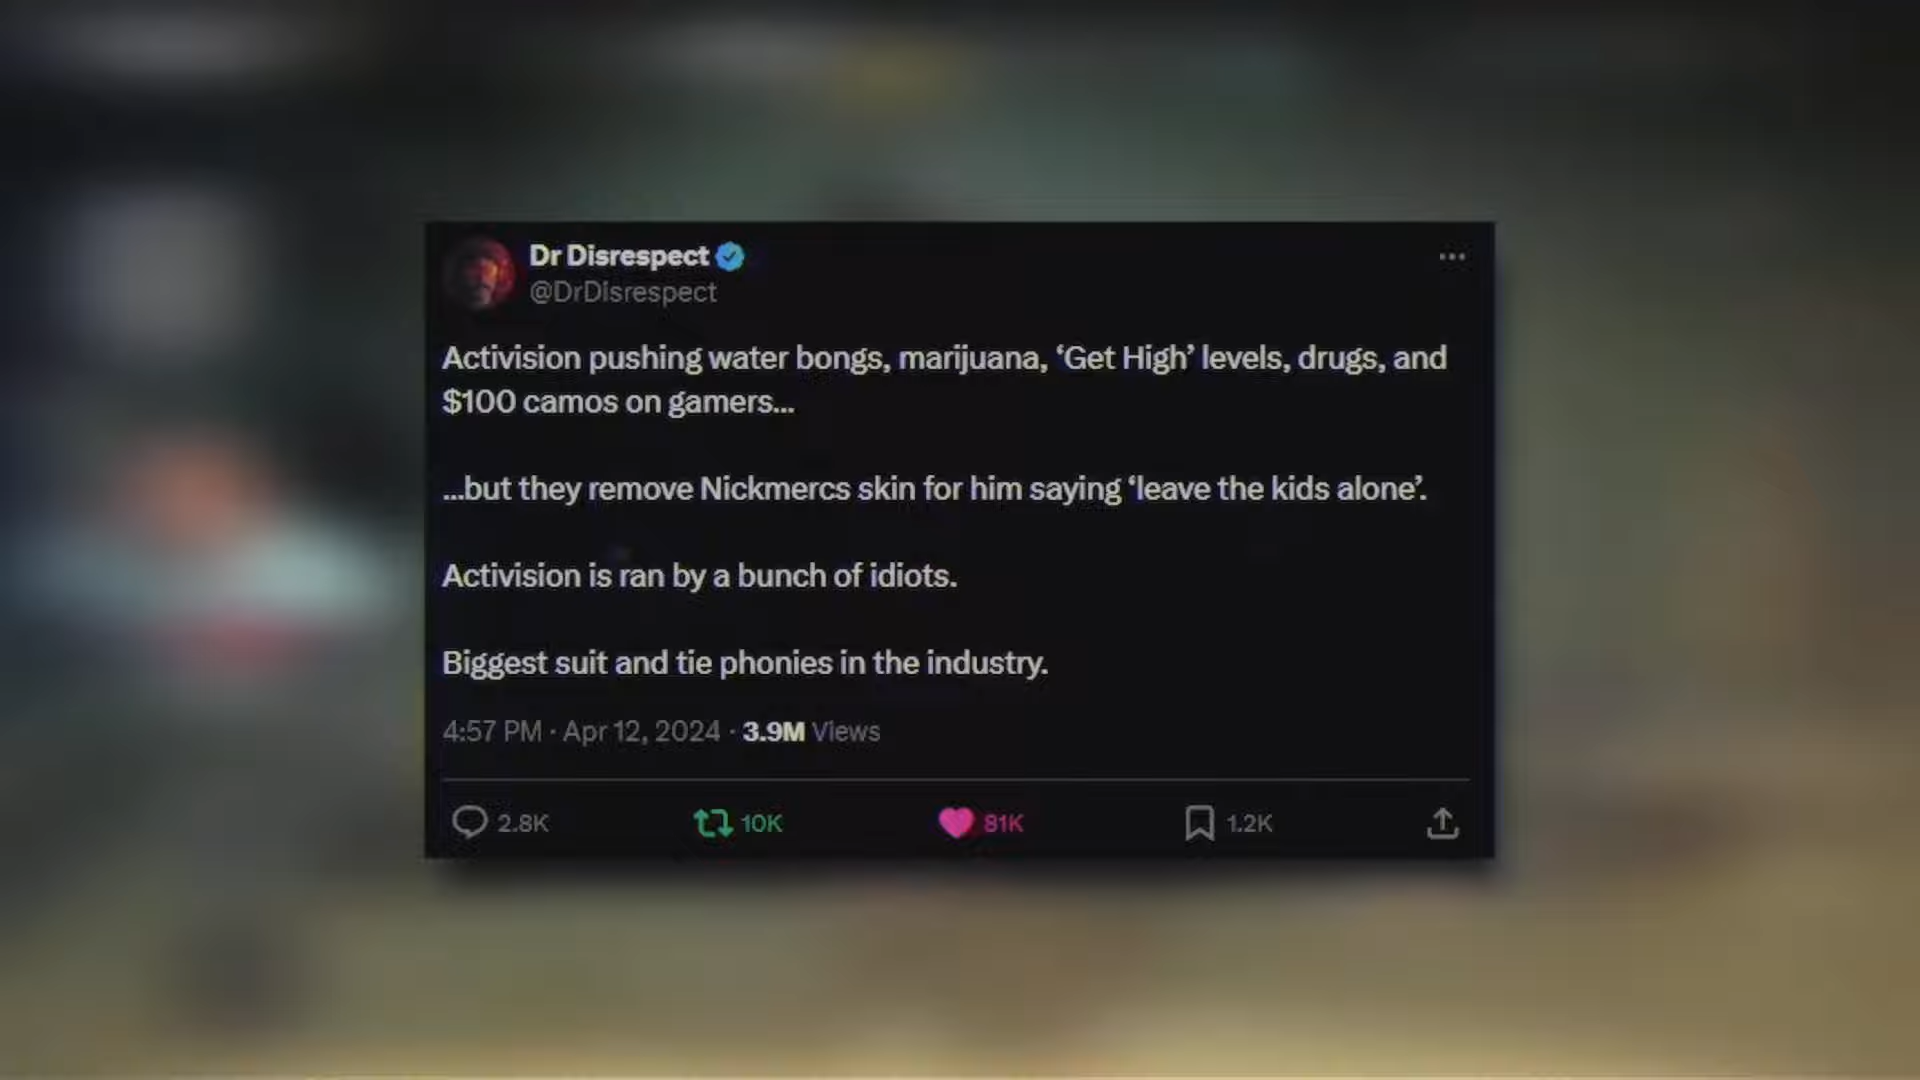 Dr Disrespect
@DrDisrespect
Activision pushing water bongs, marijuana, ‘Get High’ levels, drugs, and
$100 camos on gamers...
...but they remove Nickmercs skin for him saying ‘leave the kids alone’.
Activision is ran by a bunch of idiots.
Biggest suit and tie phonies in the industry.
4:57 PM · Apr 12, 2024 · 3.9M Views
2.8K 10K 81K 1.2K